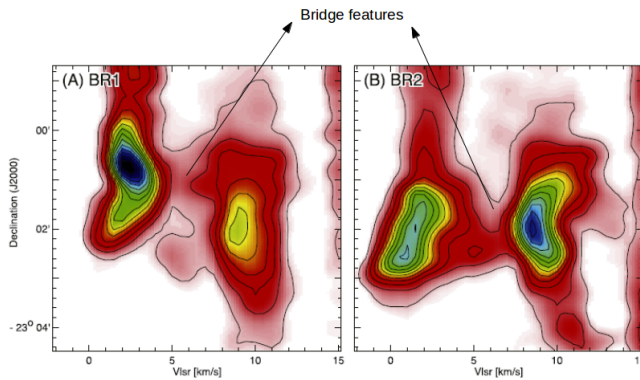 Bridge features
(A) BR1
(B) BR2
Declination (J2000)
00'
02'
- 23° 04'
0
5
10
15
0
5
10
Vlsr [km/s]
Vlsr [km/s]